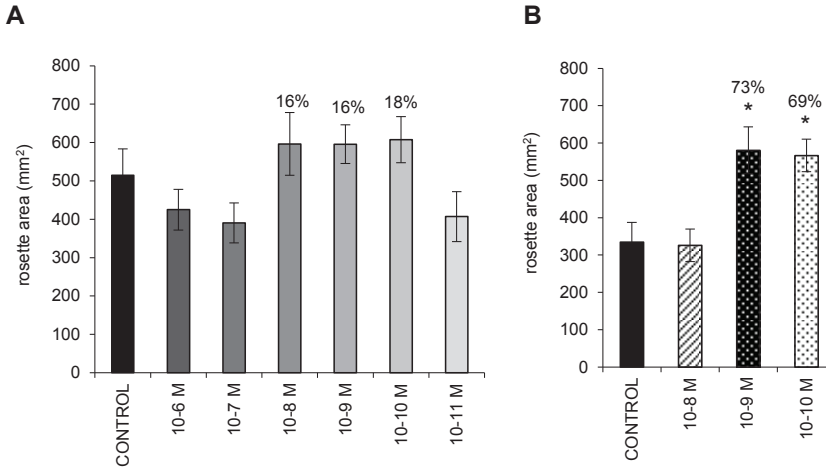 A
rosette area (mm²)
800
700
600
500
400
300
200
100
0
16%
16%
18%
CONTROL
10-6 M
10-7 M
10-8 M
10-9 M
10-10 M
10-11 M
B
rosette area (mm²)
800
700
600
500
400
300
200
100
0
73%
*
69%
*
CONTROL
10-8 M
10-9 M
10-10 M